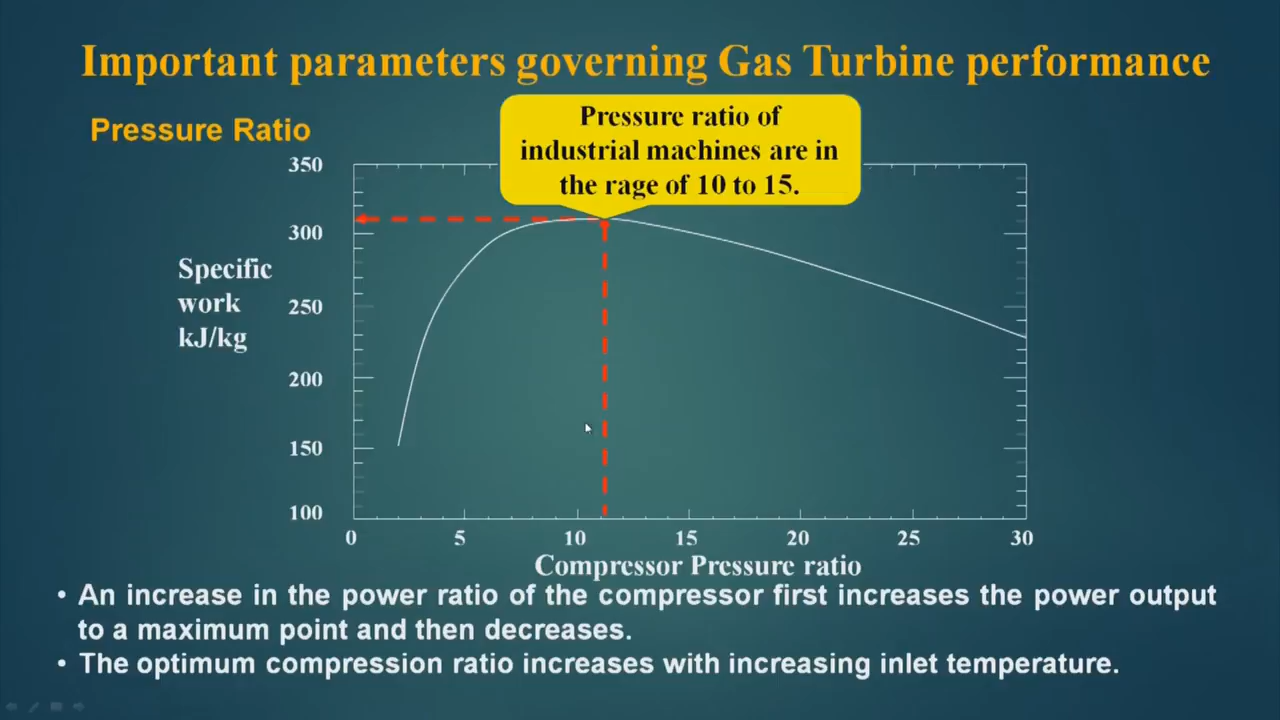 Important parameters governing Gas Turbine performance
Pressure Ratio
Pressure ratio of
industrial machines are in
the rage of 10 to 15.
350
300
250
200
150
100
Specific
work
kJ/kg
0 5 10 15 20 25 30
Compressor Pressure ratio
• An increase in the power ratio of the compressor first increases the power output
to a maximum point and then decreases.
• The optimum compression ratio increases with increasing inlet temperature.